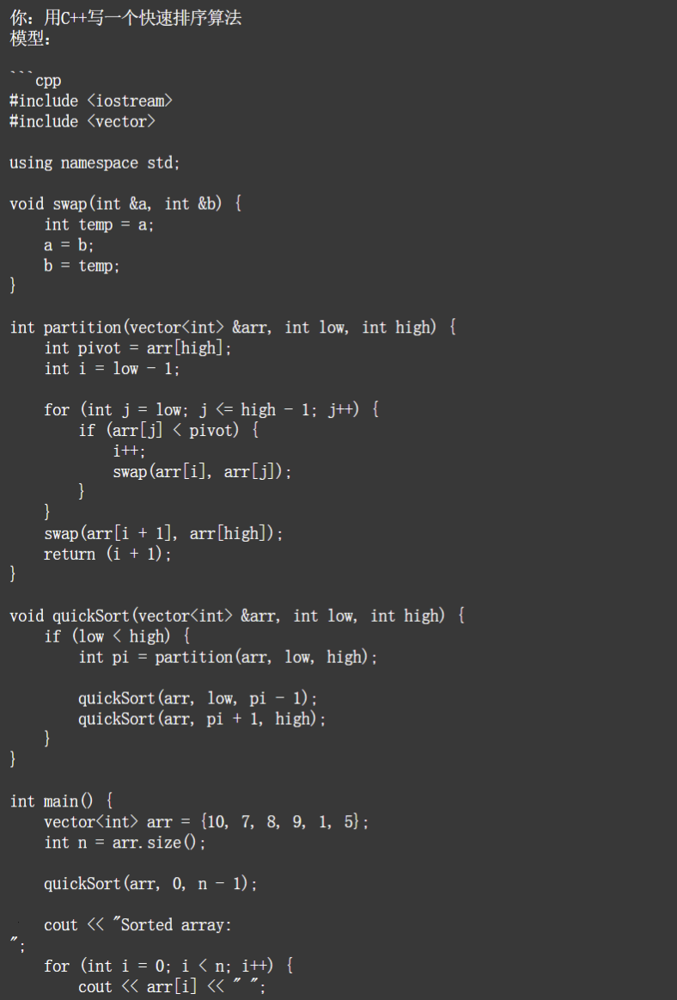 你：用C++写一个快速排序算法
模型：
```cpp
#include <iostream>
#include <vector>
using namespace std;
void swap(int &a, int &b) {
    int temp = a;
    a = b;
    b = temp;
}
int partition(vector<int> &arr, int low, int high) {
    int pivot = arr[high];
    int i = low - 1;
    for (int j = low; j <= high - 1; j++) {
        if (arr[j] < pivot) {
            i++;
            swap(arr[i], arr[j]);
        }
    }
    swap(arr[i + 1], arr[high]);
    return (i + 1);
}
void quickSort(vector<int> &arr, int low, int high) {
    if (low < high) {
        int pi = partition(arr, low, high);
        quickSort(arr, low, pi - 1);
        quickSort(arr, pi + 1, high);
    }
}
int main() {
    vector<int> arr = {10, 7, 8, 9, 1, 5};
    int n = arr.size();
    quickSort(arr, 0, n - 1);
    cout << "Sorted array:
";
    for (int i = 0; i < n; i++) {
        cout << arr[i] << " ";